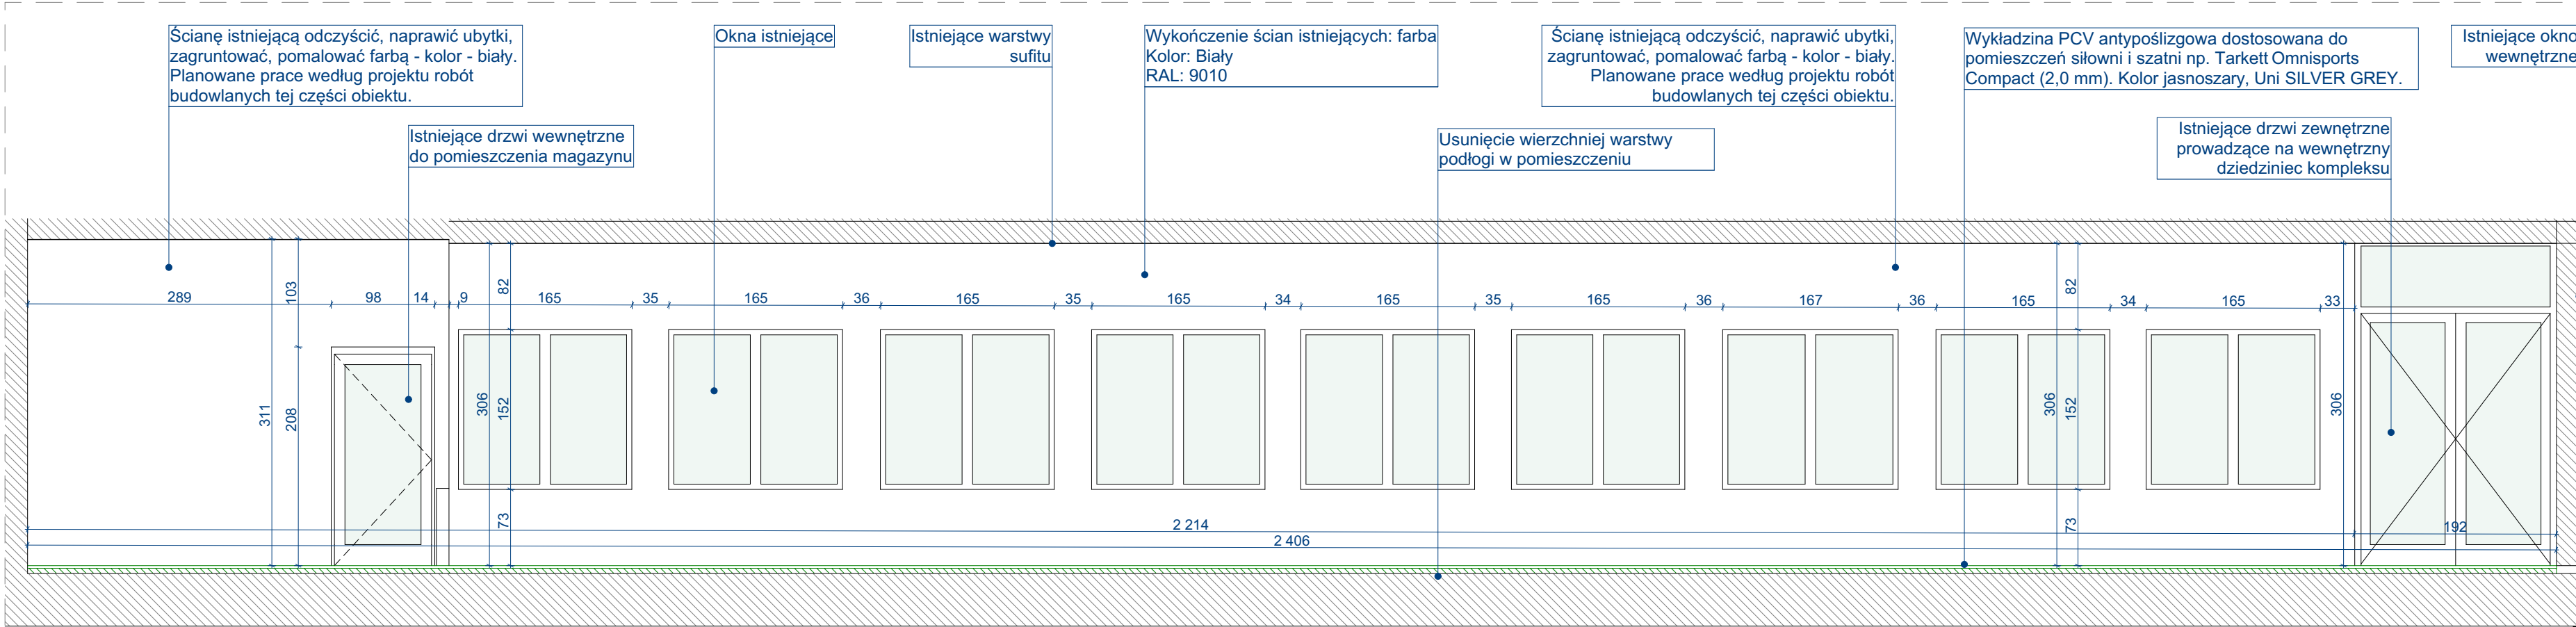 Ścianę istniejącą odczyścić, naprawić ubytki,
zagruntować, pomalować farbą - kolor - biały.
Planowane prace według projektu robót
budowlanych tej części obiektu.
Okna istniejące
Istniejące warstwy
sufitu
Wykończenie ścian istniejących: farba
Kolor: Biały
RAL: 9010
Ścianę istniejącą odczyścić, naprawić ubytki,
zagruntować, pomalować farbą - kolor - biały.
Planowane prace według projektu robót
budowlanych tej części obiektu.
Wykładzina PCV antypoślizgowa dostosowana do
pomieszczeń siłowni i szatni np. Tarkett Omnisports
Compact (2,0 mm). Kolor jasnoszary, Uni SILVER GREY.
Istniejące okno
wewnętrzne
Istniejące drzwi wewnętrzne
do pomieszczenia magazynu
Usunięcie wierzchniej warstwy
podłogi w pomieszczeniu
Istniejące drzwi zewnętrzne
prowadzące na wewnętrzny
dziedziniec kompleksu
289
103
98
14
9
82
165
35
165
36
165
35
165
34
165
35
165
36
167
36
165
82
34
165
33
311
208
306
152
306
152
306
73
73
2 214
192
2 406